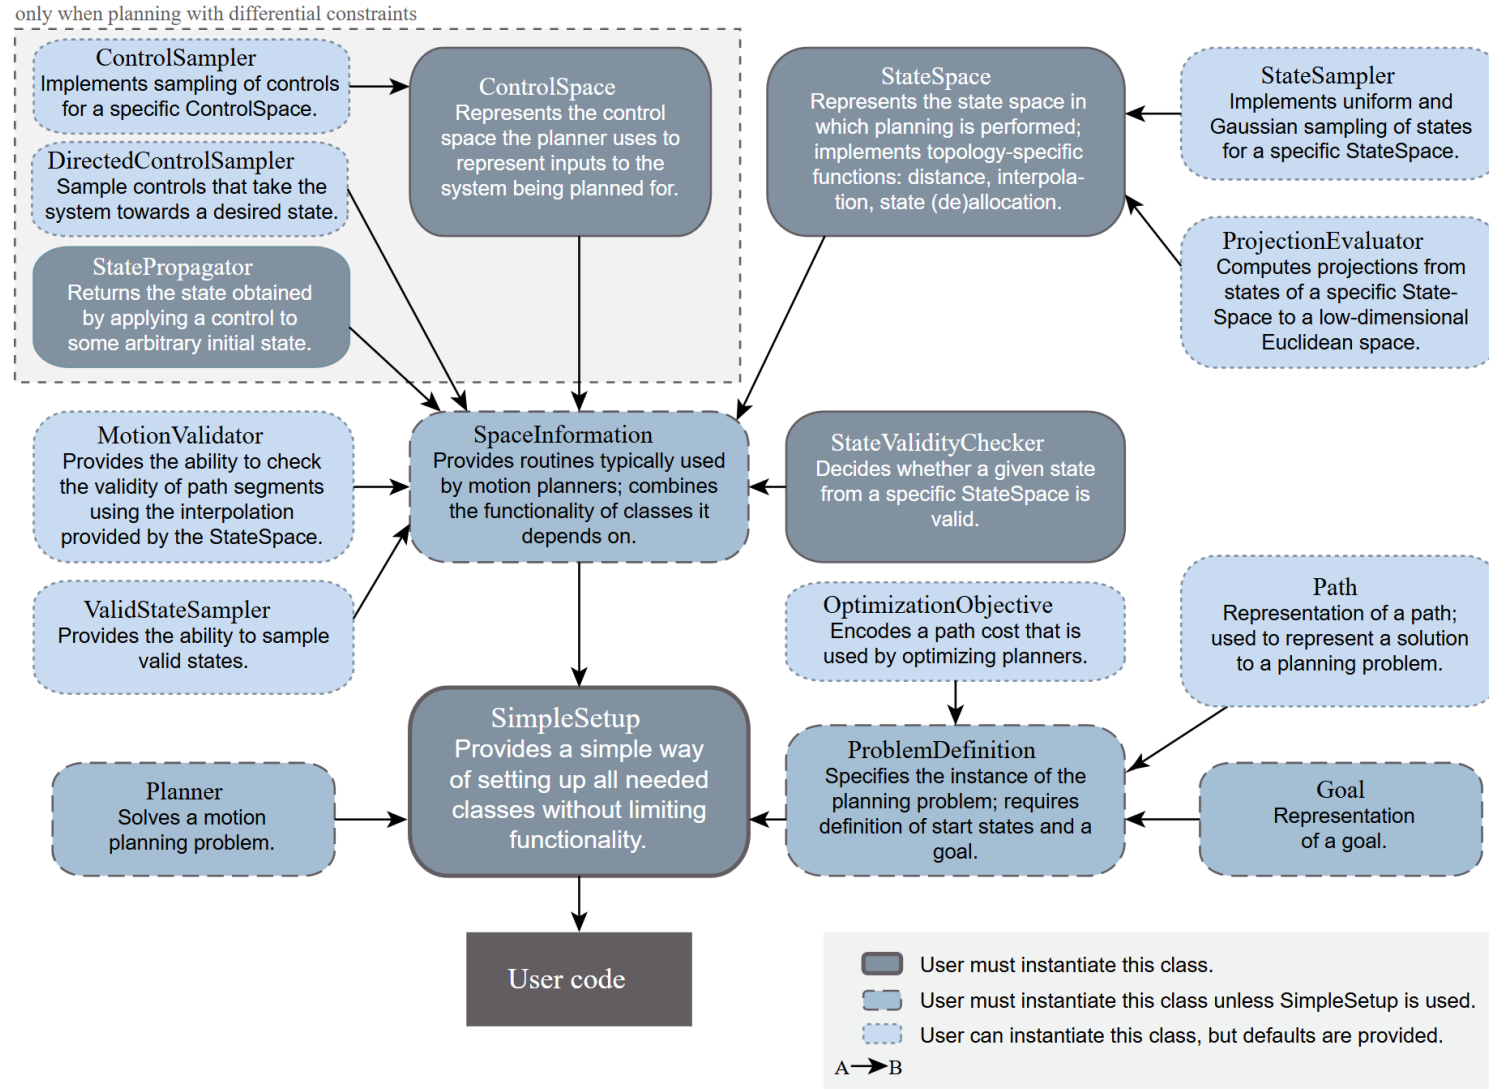 only when planning with differential constraints
ControlSampler
Implements sampling of controls
for a specific ControlSpace.
ControlSpace
Represents the control
space the planner uses to
represent inputs to the
system being planned for.
DirectedControlSampler
Sample controls that take the
system towards a desired state.
StatePropagator
Returns the state obtained
by applying a control to
some arbitrary initial state.
StateSpace
Represents the state space in
which planning is performed;
implements topology-specific
functions: distance, interpola-
tion, state (de)allocation.
StateSampler
Implements uniform and
Gaussian sampling of states
for a specific StateSpace.
ProjectionEvaluator
Computes projections from
states of a specific State-
Space to a low-dimensional
Euclidean space.
MotionValidator
Provides the ability to check
the validity of path segments
using the interpolation
provided by the StateSpace.
SpaceInformation
Provides routines typically used
by motion planners; combines
the functionality of classes it
depends on.
StateValidityChecker
Decides whether a given state
from a specific StateSpace is
valid.
ValidStateSampler
Provides the ability to sample
valid states.
OptimizationObjective
Encodes a path cost that is
used by optimizing planners.
Path
Representation of a path;
used to represent a solution
to a planning problem.
SimpleSetup
Provides a simple way
of setting up all needed
classes without limiting
functionality.
ProblemDefinition
Specifies the instance of the
planning problem; requires
definition of start states and a
goal.
Planner
Solves a motion
planning problem.
Goal
Representation
of a goal.
User code
User must instantiate this class.
User must instantiate this class unless SimpleSetup is used.
User can instantiate this class, but defaults are provided.
A B